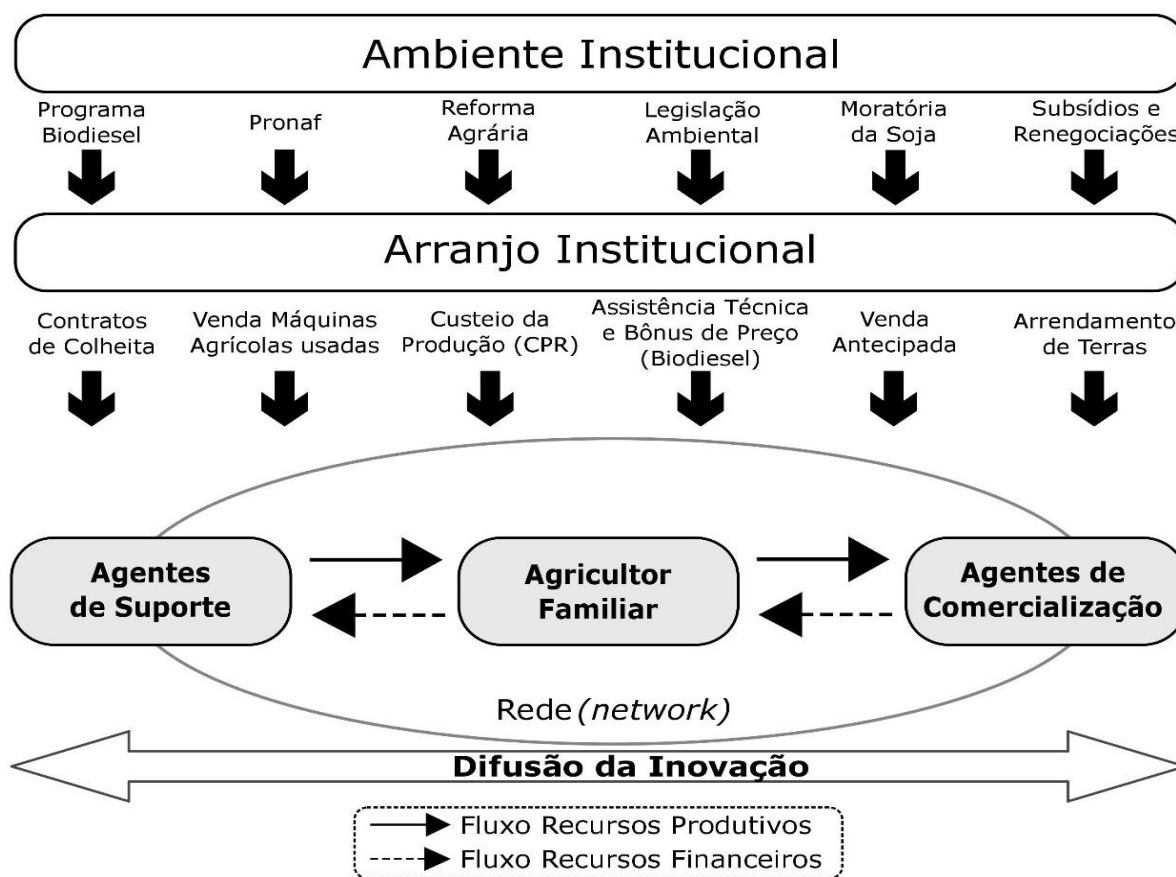 Ambiente Institucional
Programa
Biodiesel
Pronaf
Reforma
Agrária
Legislação
Ambiental
Moratória
da Soja
Subsídios e
Renegociações
Arranjo Institucional
Contratos
de Colheita
Venda Máquinas
Agrícolas usadas
Custeio da
Produção (CPR)
Assistência Técnica
e Bônus de Preço
(Biodiesel)
Venda
Antecipada
Arrendamento
de Terras
Agentes
de Suporte
Agricultor
Familiar
Agentes de
Comercialização
Rede (network)
Difusão da Inovação
Fluxo Recursos Produtivos
Fluxo Recursos Financeiros